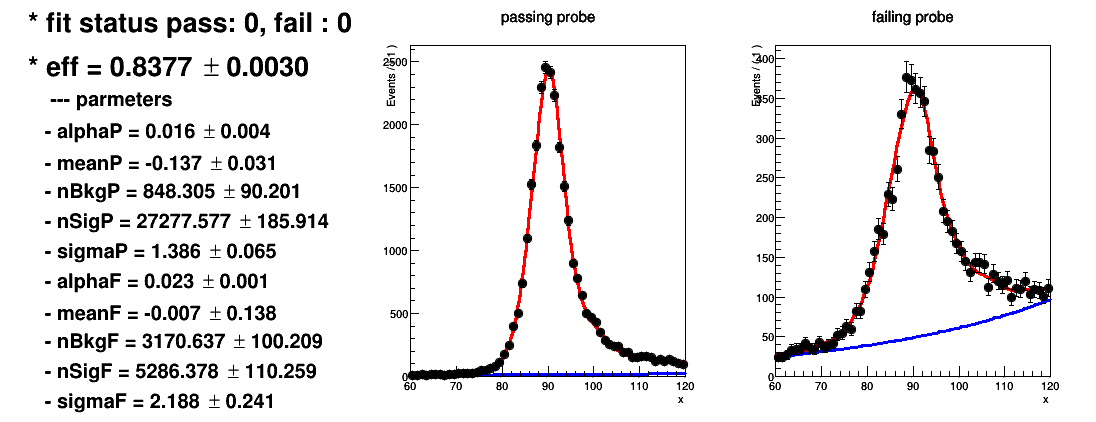 * fit status pass: 0, fail : 0
* eff = 0.8377 ± 0.0030
--- parmeters
- alphaP = 0.016 ± 0.004
- meanP = -0.137 ± 0.031
- nBkgP = 848.305 ± 90.201
- nSigP = 27277.577 ± 185.914
- sigmaP = 1.386 ± 0.065
- alphaF = 0.023 ± 0.001
- meanF = -0.007 ± 0.138
- nBkgF = 3170.637 ± 100.209
- nSigF = 5286.378 ± 110.259
- sigmaF = 2.188 ± 0.241
passing probe
Events / ( 1 )
2500
2000
1500
1000
500
0
60 70 80 90 100 110 120
x
failing probe
Events / ( 1 )
400
350
300
250
200
150
100
50
0
60 70 80 90 100 110 120
x